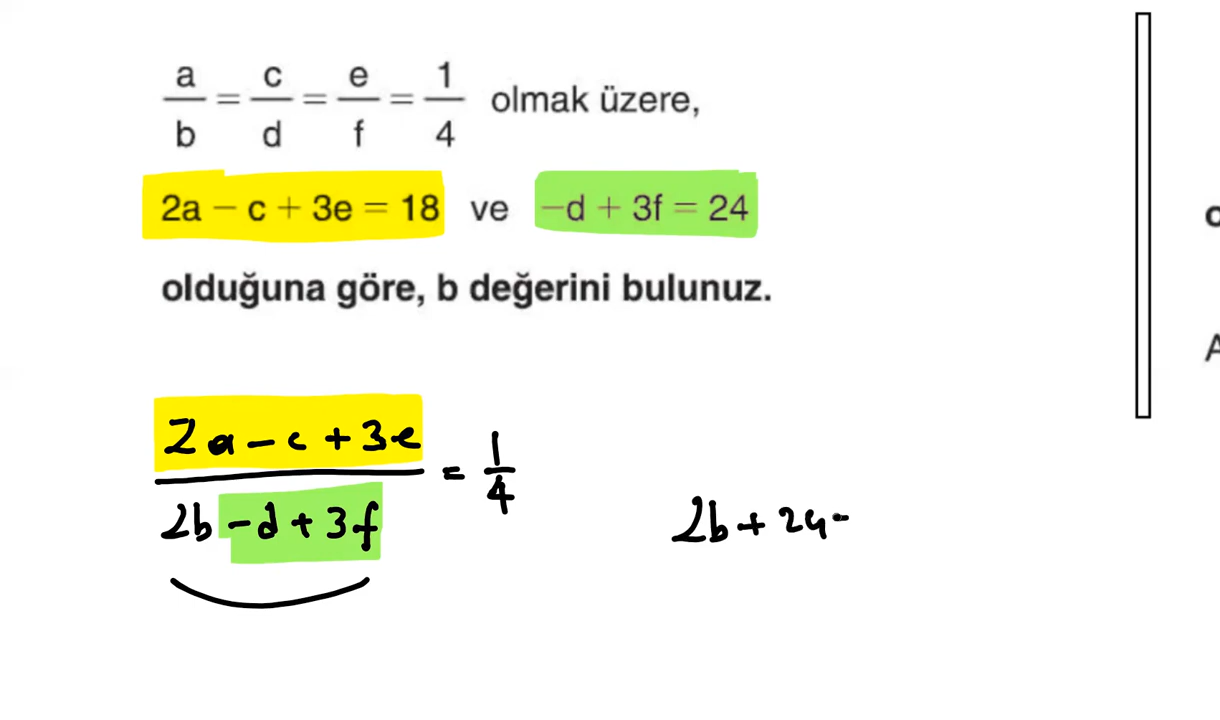 a/b = c/d = e/f = 1/4 olmak üzere,
2a − c + 3e = 18 ve −d + 3f = 24
olduğuna göre, b değerini bulunuz.
2a − c + 3e
2b − d + 3f
= 1/4
2b + 24 =
o
A